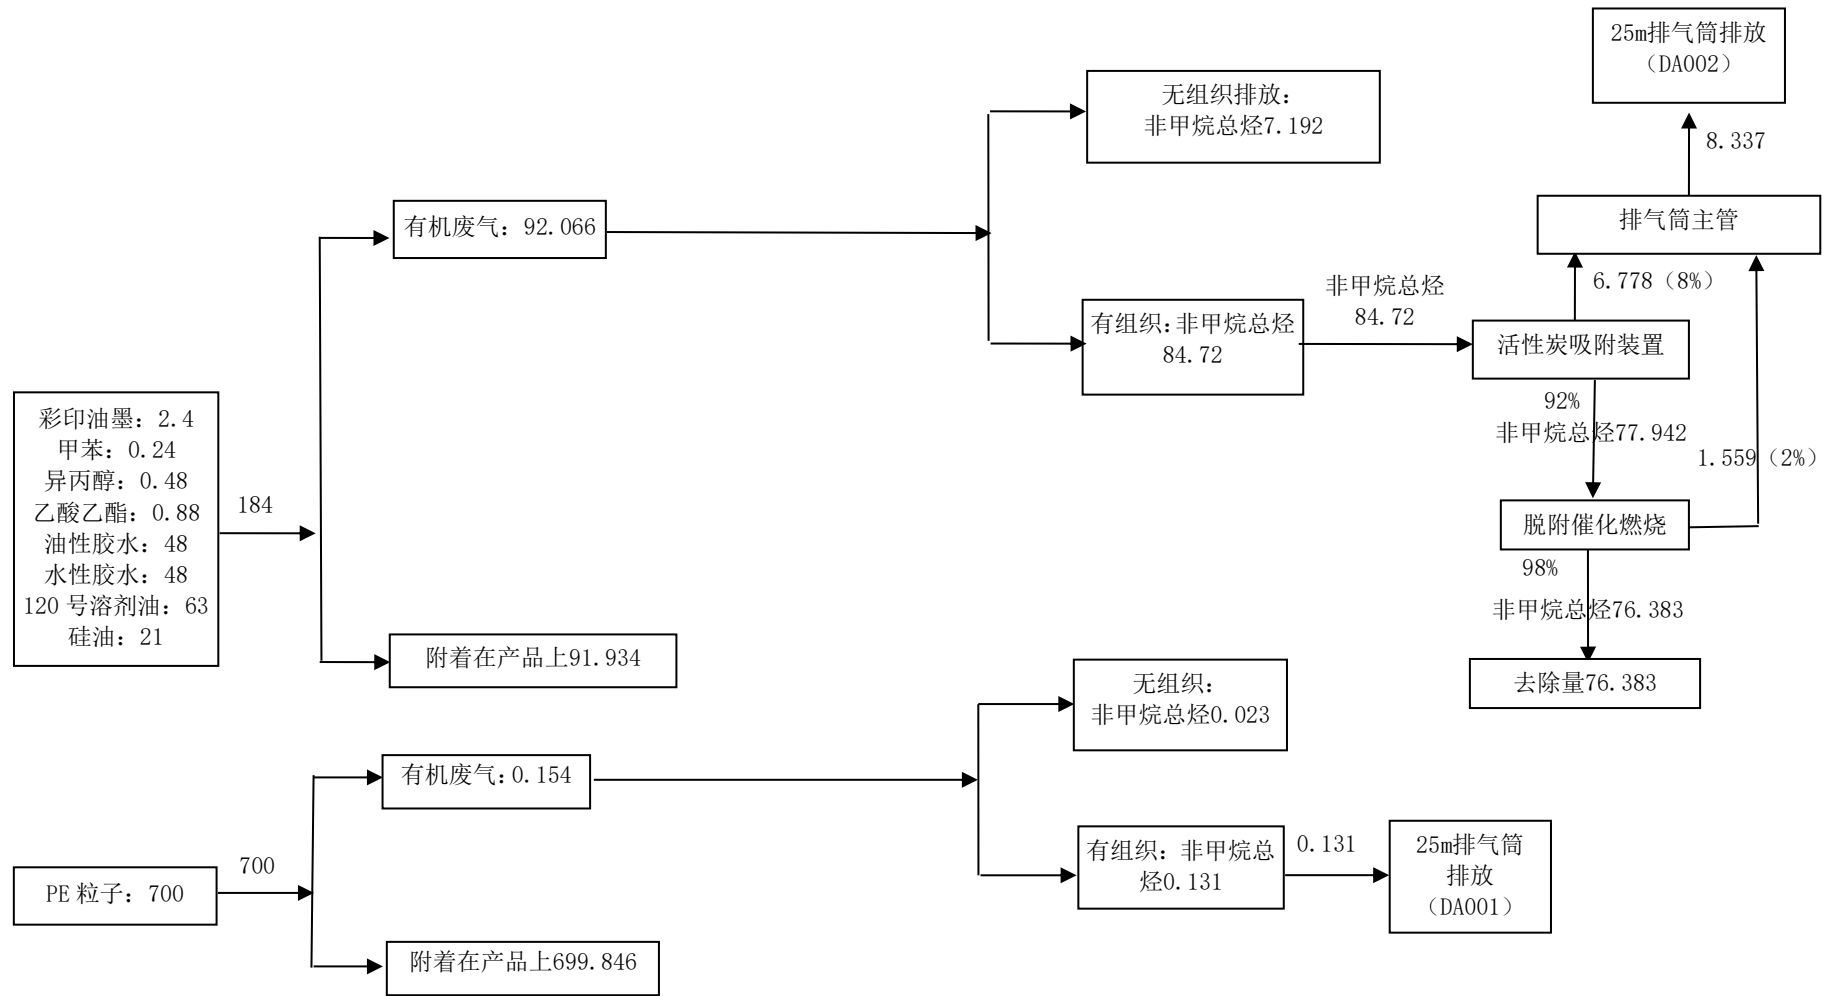 25m排气筒排放
（DA002）
无组织排放：
非甲烷总烃7.192
8.337
有机废气：92.066
排气筒主管
6.778（8%）
非甲烷总烃
84.72
有组织:非甲烷总烃
84.72
活性炭吸附装置
92%
非甲烷总烃77.942
1.559（2%）
彩印油墨：2.4
甲苯：0.24
异丙醇：0.48
乙酸乙酯：0.88
油性胶水：48
水性胶水：48
120 号溶剂油：63
硅油：21
184
脱附催化燃烧
98%
非甲烷总烃76.383
去除量76.383
附着在产品上91.934
无组织：
非甲烷总烃0.023
有机废气:0.154
有组织：非甲烷总
烃0.131
0.131
25m排气筒
排放
（DA001）
PE 粒子：700
700
附着在产品上699.846